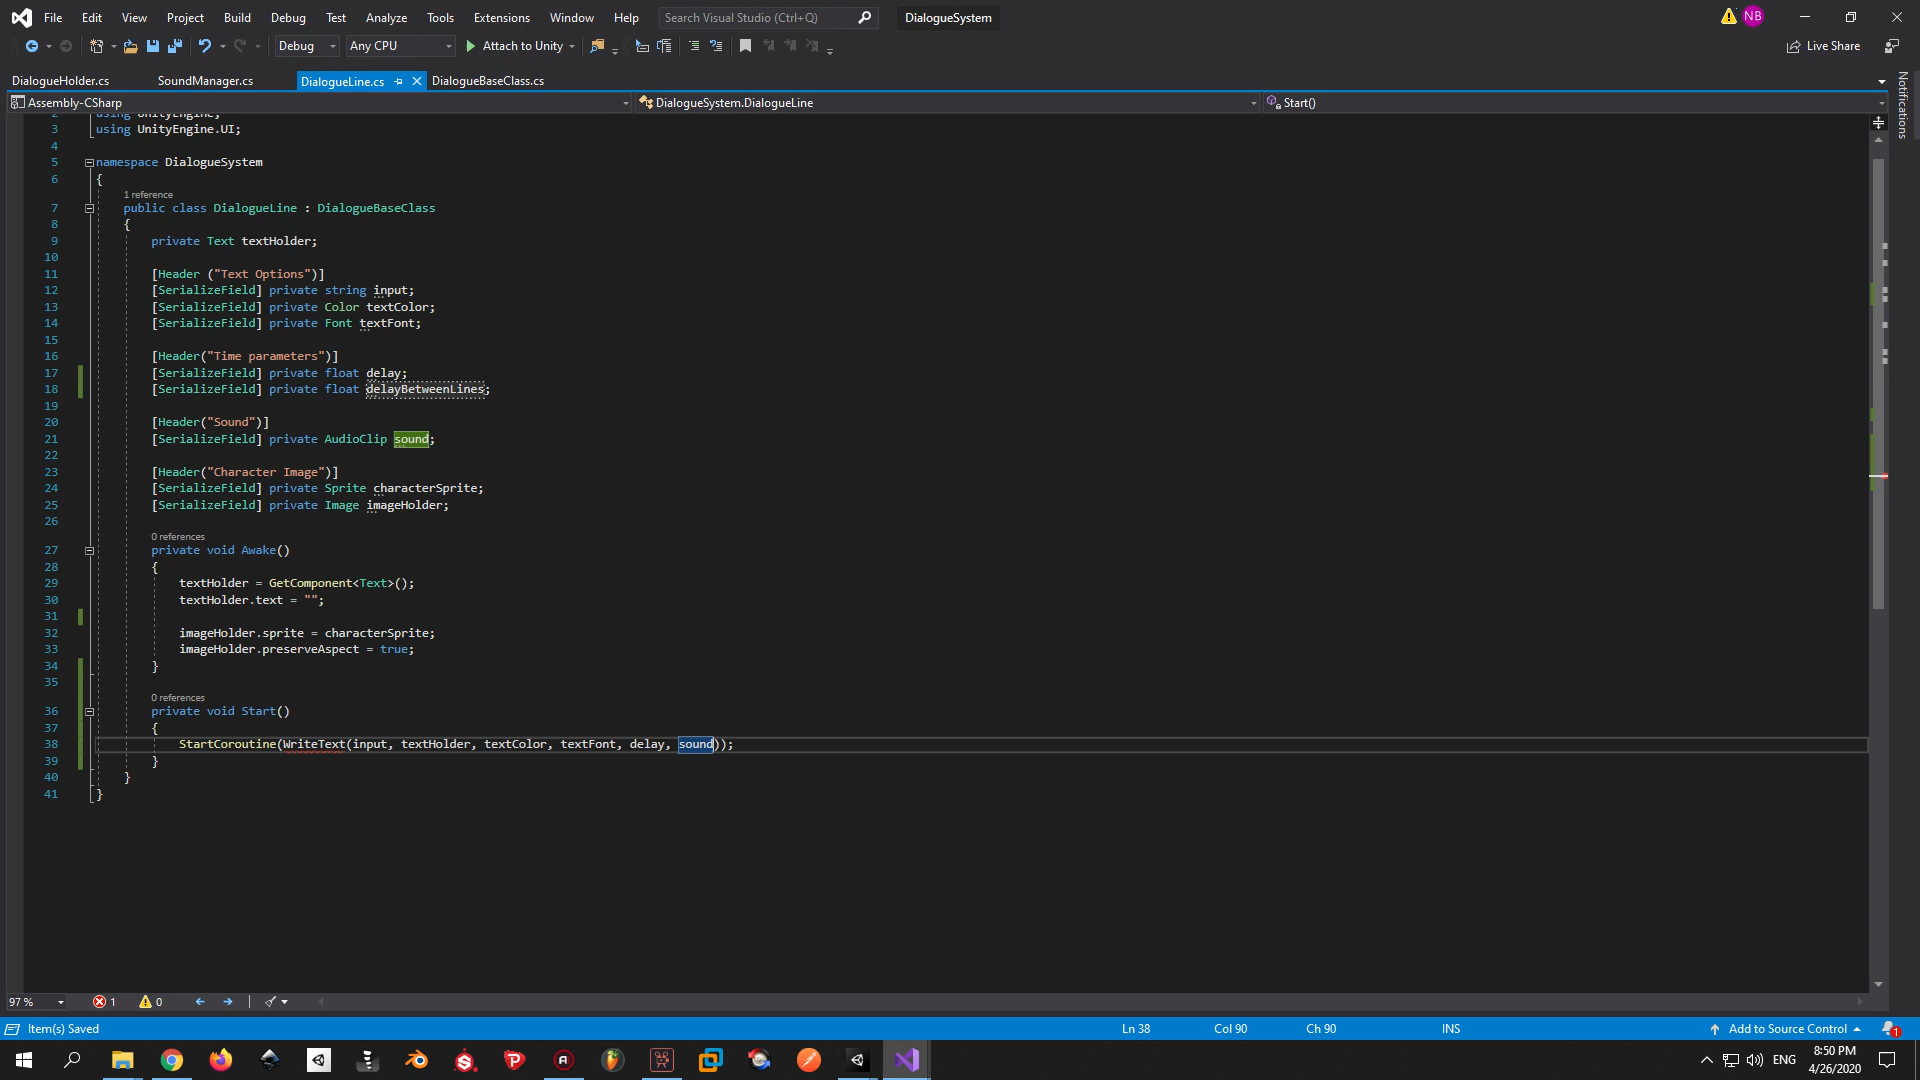 File Edit View Project Build Debug Test Analyze Tools Extensions Window Help Search Visual Studio (Ctrl+Q) DialogueSystem NB
Debug Any CPU Attach to Unity Live Share
DialogueHolder.cs SoundManager.cs DialogueLine.cs DialogueBaseClass.cs
Notifications
Assembly-CSharp DialogueSystem.DialogueLine Start()
2 using UnityEngine;
3 using UnityEngine.UI;
4
5 namespace DialogueSystem
6 {
1 reference
7 public class DialogueLine : DialogueBaseClass
8 {
9 private Text textHolder;
10
11 [Header ("Text Options")]
12 [SerializeField] private string input;
13 [SerializeField] private Color textColor;
14 [SerializeField] private Font textFont;
15
16 [Header("Time parameters")]
17 [SerializeField] private float delay;
18 [SerializeField] private float delayBetweenLines;
19
20 [Header("Sound")]
21 [SerializeField] private AudioClip sound;
22
23 [Header("Character Image")]
24 [SerializeField] private Sprite characterSprite;
25 [SerializeField] private Image imageHolder;
26
0 references
27 private void Awake()
28 {
29 textHolder = GetComponent<Text>();
30 textHolder.text = "";
31
32 imageHolder.sprite = characterSprite;
33 imageHolder.preserveAspect = true;
34 }
35
0 references
36 private void Start()
37 {
38 StartCoroutine(WriteText(input, textHolder, textColor, textFont, delay, sound));
39 }
40 }
41 }
97 % 1 0
Item(s) Saved Ln 38 Col 90 Ch 90 INS Add to Source Control 1
ENG 8:50 PM
4/26/2020